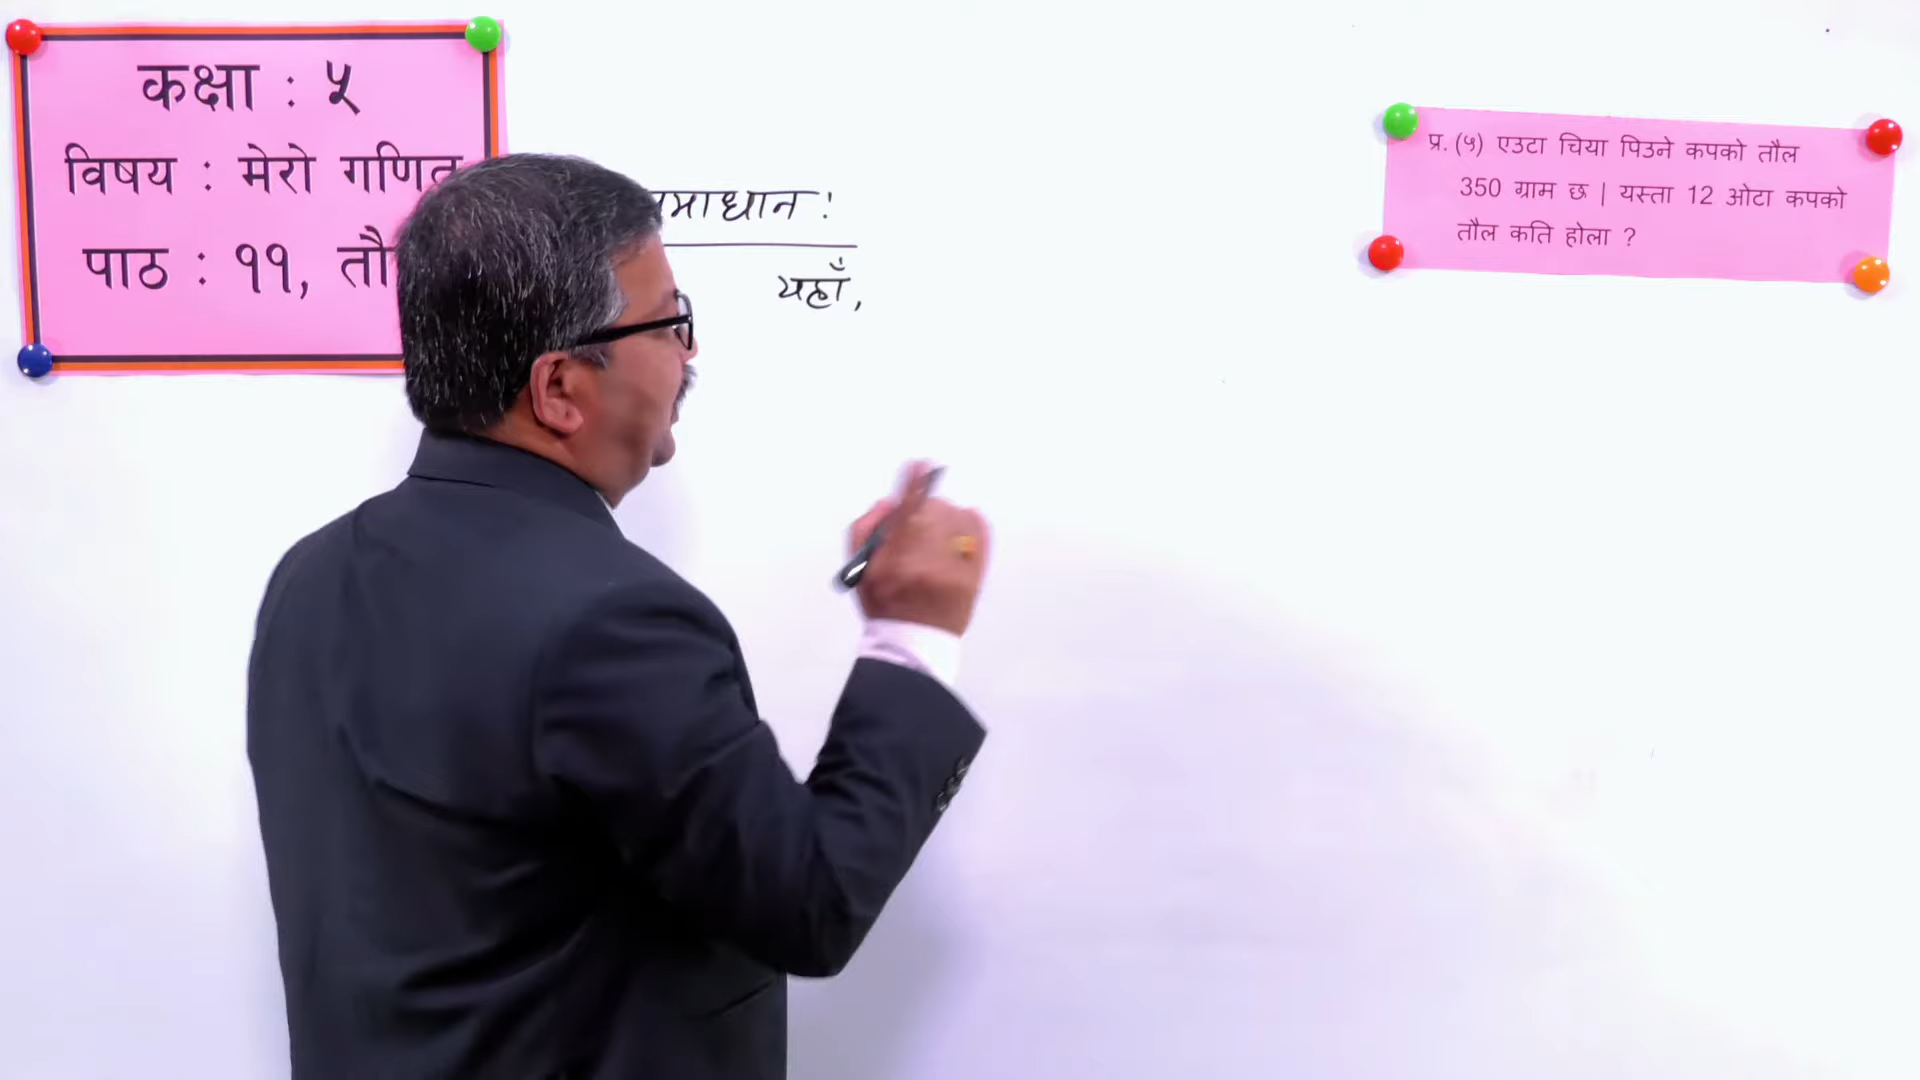 कक्षा : ५
विषय : मेरो गणित
पाठ : ११,
समाधान :
यहाँ,
प्र. (५) एउटा चिया पिउने कपको तौल
350 ग्राम छ | यस्ता 12 ओटा कपको
तौल कति होला ?